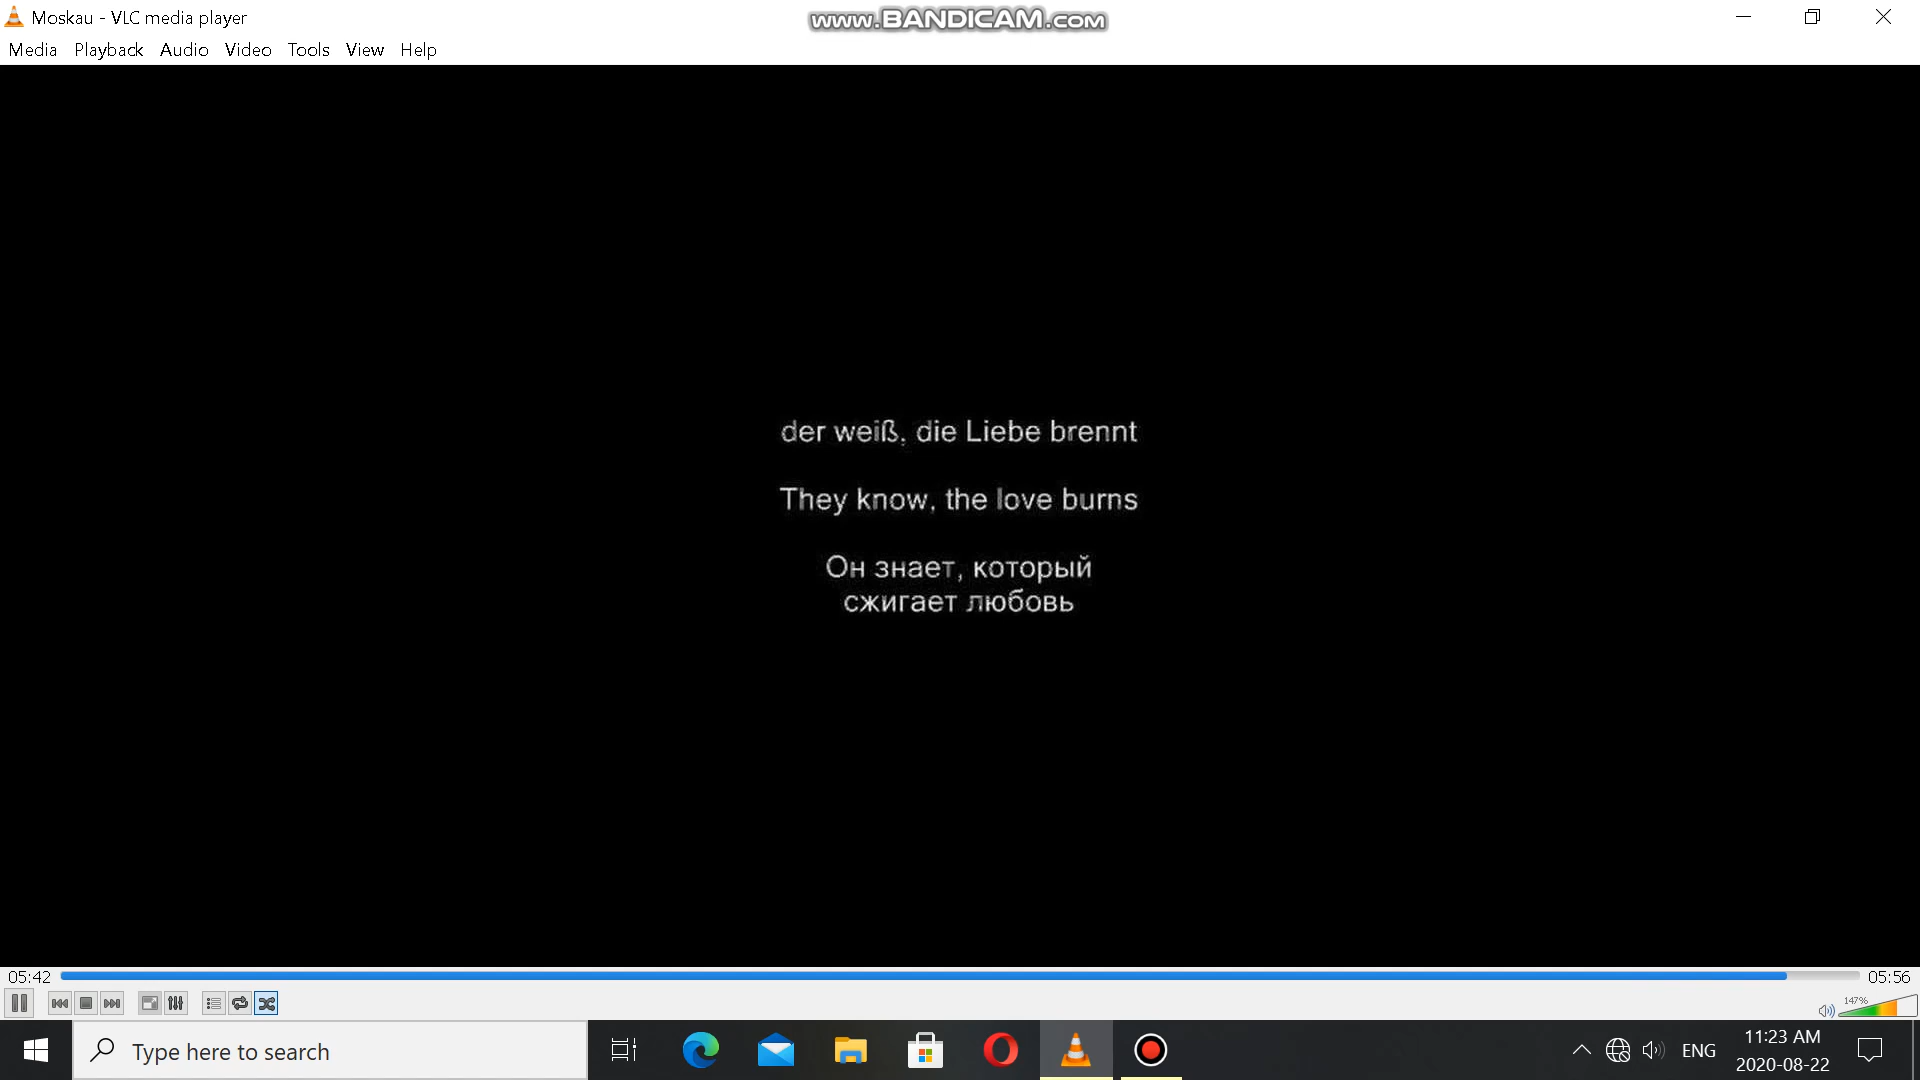 Moskau - VLC media player
www.BANDICAM.com
Media Playback Audio Video Tools View Help
der weiß, die Liebe brennt
They know, the love burns
Он знает, который
сжигает любовь
05:42
05:56
147%
Type here to search
ENG
11:23 AM
2020-08-22